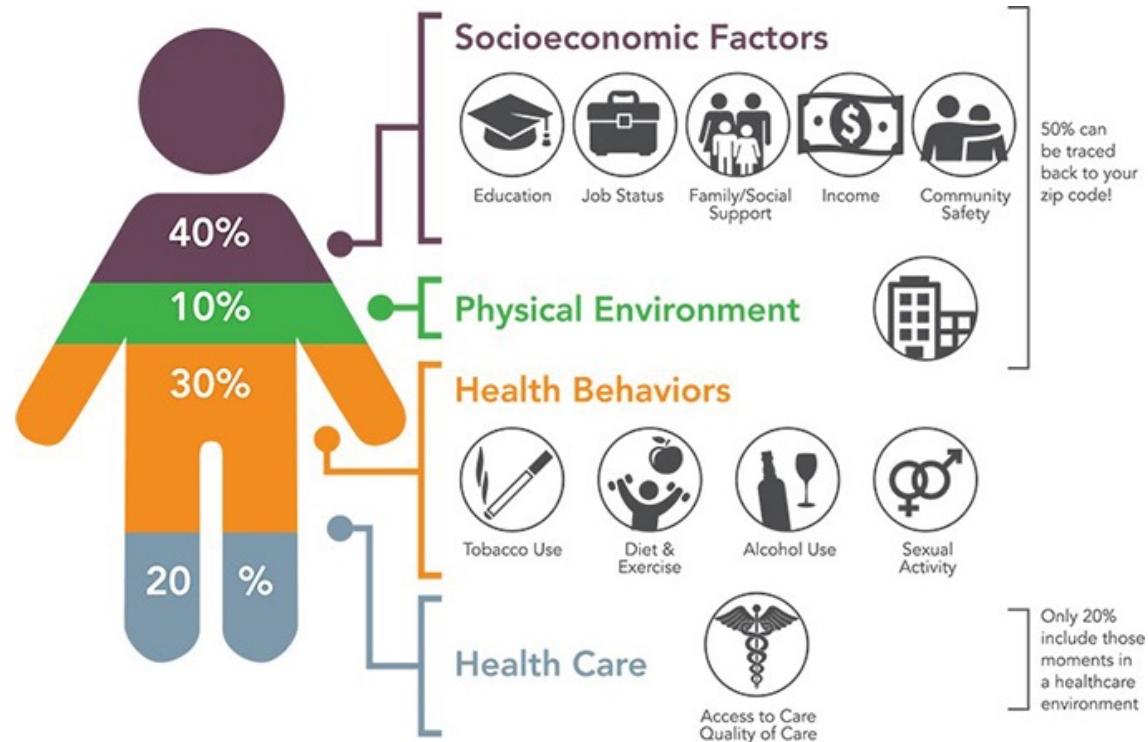 Socioeconomic Factors
Education
Job Status
Family/Social
Support
Income
Community
Safety
50% can
be traced
back to your
zip code!
40%
10%
Physical Environment
30%
Health Behaviors
Tobacco Use
Diet &
Exercise
Alcohol Use
Sexual
Activity
20 %
Health Care
Access to Care
Quality of Care
Only 20%
include those
moments in
a healthcare
environment